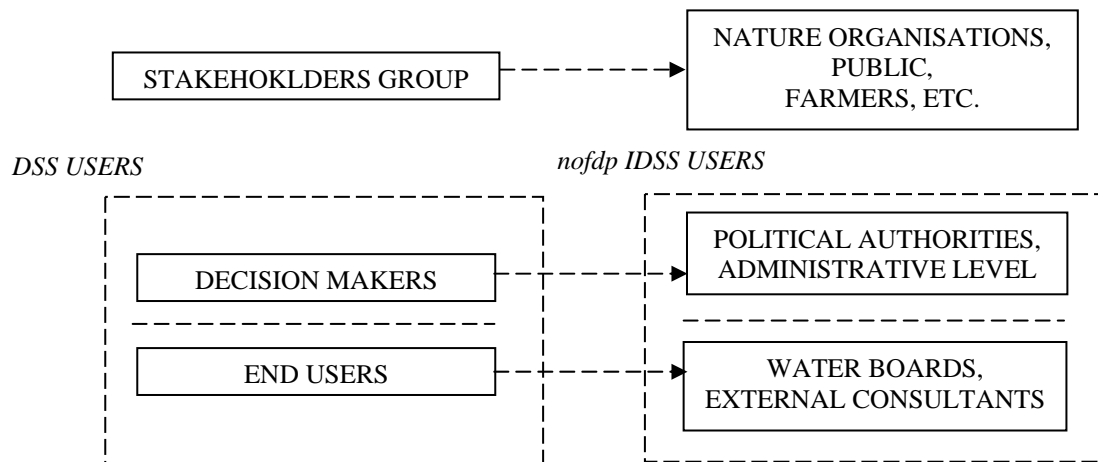 STAKEHOKLDERS GROUP
NATURE ORGANISATIONS,
PUBLIC,
FARMERS, ETC.
DSS USERS
nofdp IDSS USERS
DECISION MAKERS
POLITICAL AUTHORITIES,
ADMINISTRATIVE LEVEL
END USERS
WATER BOARDS,
EXTERNAL CONSULTANTS